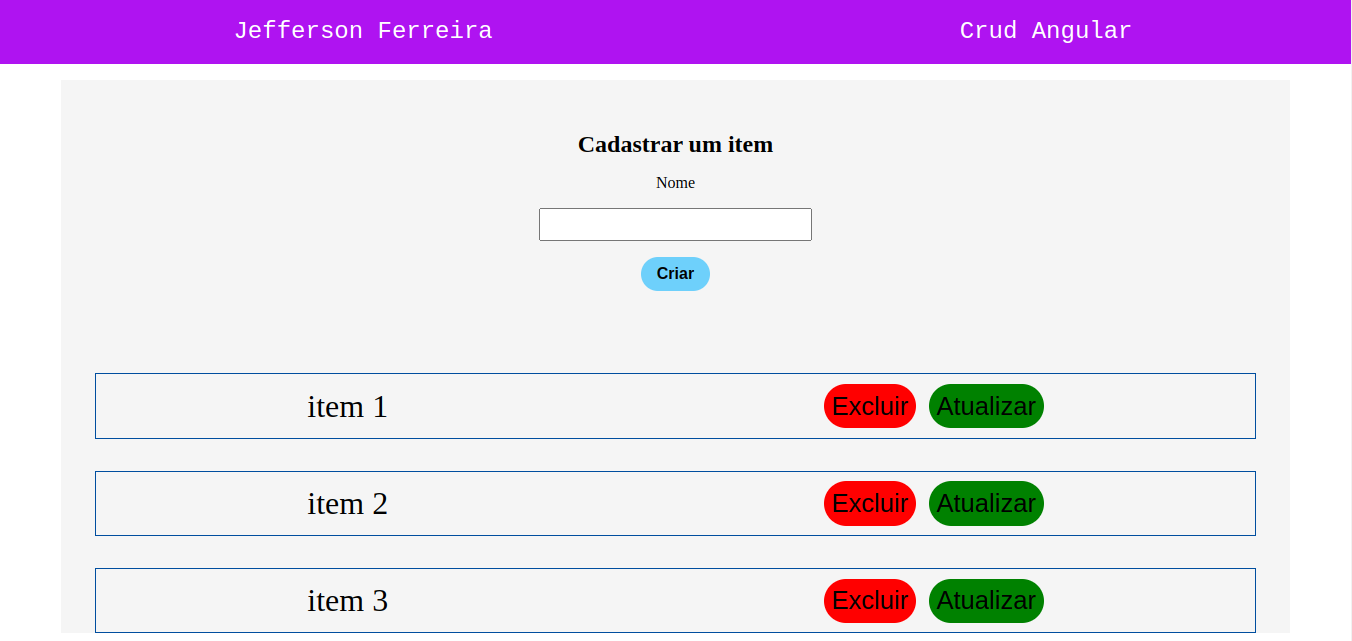 Jefferson Ferreira Crud Angular
Cadastrar um item
Nome
Criar
item 1 Excluir Atualizar
item 2 Excluir Atualizar
item 3 Excluir Atualizar